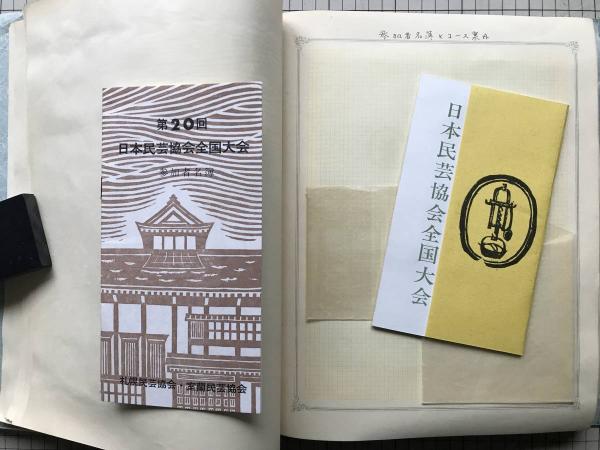 第20回
日本民芸協会全国大会
参加者名簿
札幌民芸協会・室蘭民芸協会
参加者名簿とコース案内
日本民芸協会全国大会